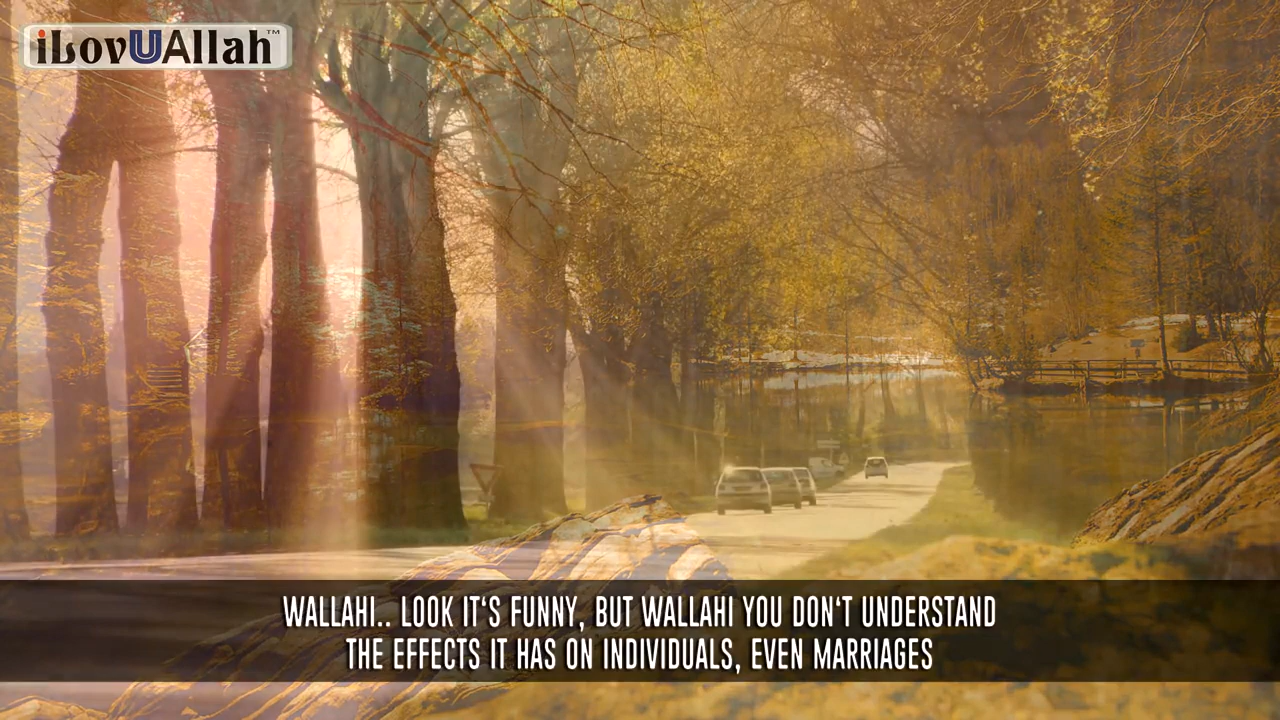 iLovUAllah™
WALLAHI.. LOOK IT'S FUNNY, BUT WALLAHI YOU DON'T UNDERSTAND
THE EFFECTS IT HAS ON INDIVIDUALS, EVEN MARRIAGES